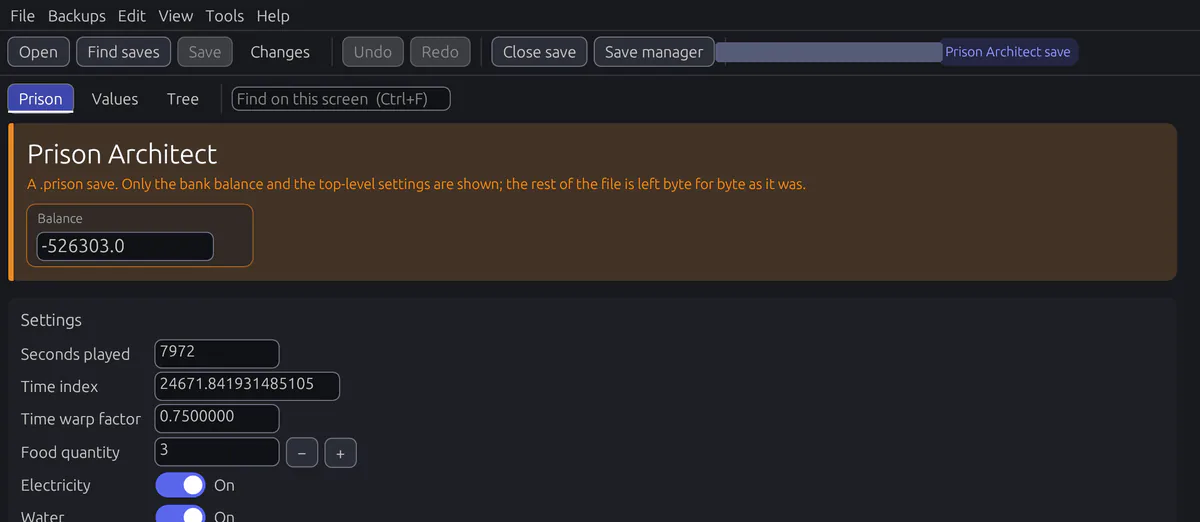 File Backups Edit View Tools Help
Open Find saves Save Changes Undo Redo Close save Save manager Prison Architect save
Prison Values Tree Find on this screen (Ctrl+F)
Prison Architect
A .prison save. Only the bank balance and the top-level settings are shown; the rest of the file is left byte for byte as it was.
Balance
-526303.0
Settings
Seconds played 7972
Time index 24671.841931485105
Time warp factor 0.7500000
Food quantity 3 − +
Electricity On
Water On